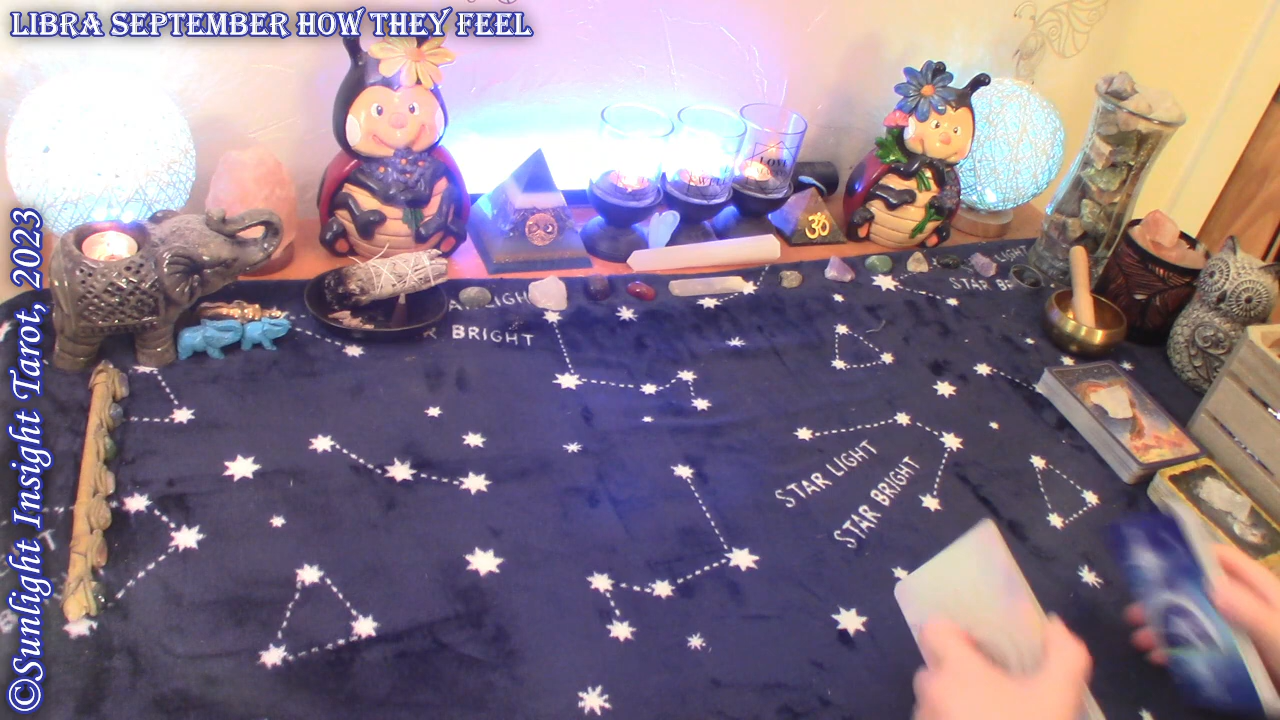 LIBRA SEPTEMBER HOW THEY FEEL
©Sunlight Insight Tarot, 2023
LOVE
LIGHT
STAR
BRIGHT
STAR LIGHT
STAR BRIGHT